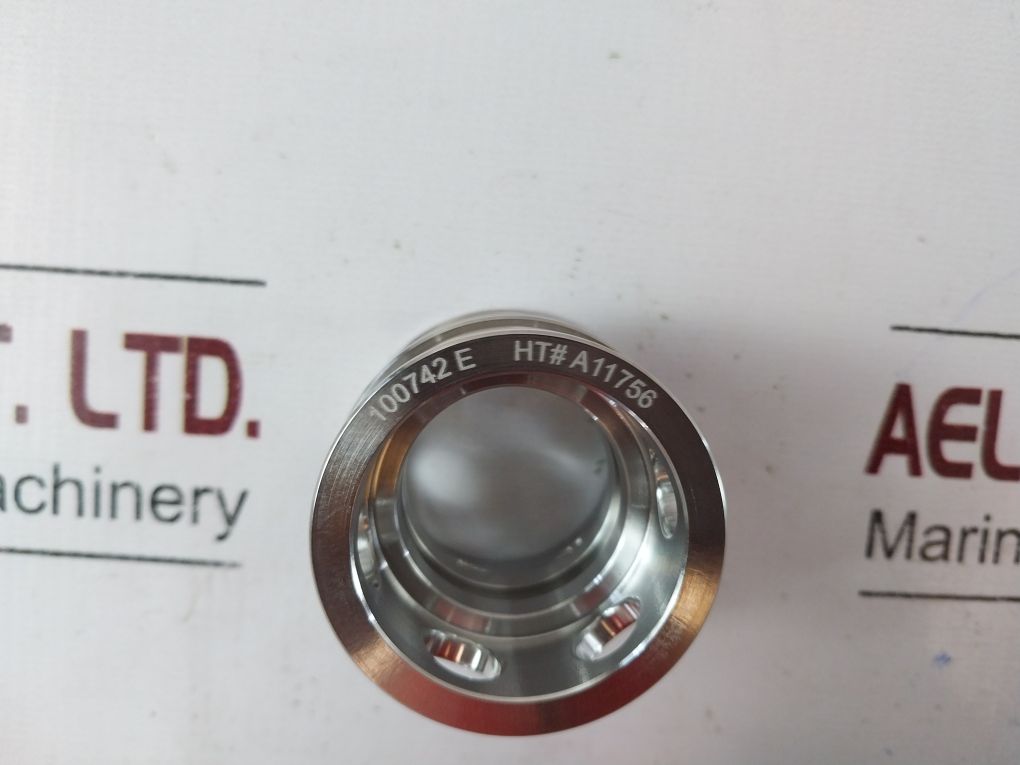 T. LTD.
achinery
100742 E HT# A11756
AEL
Marin